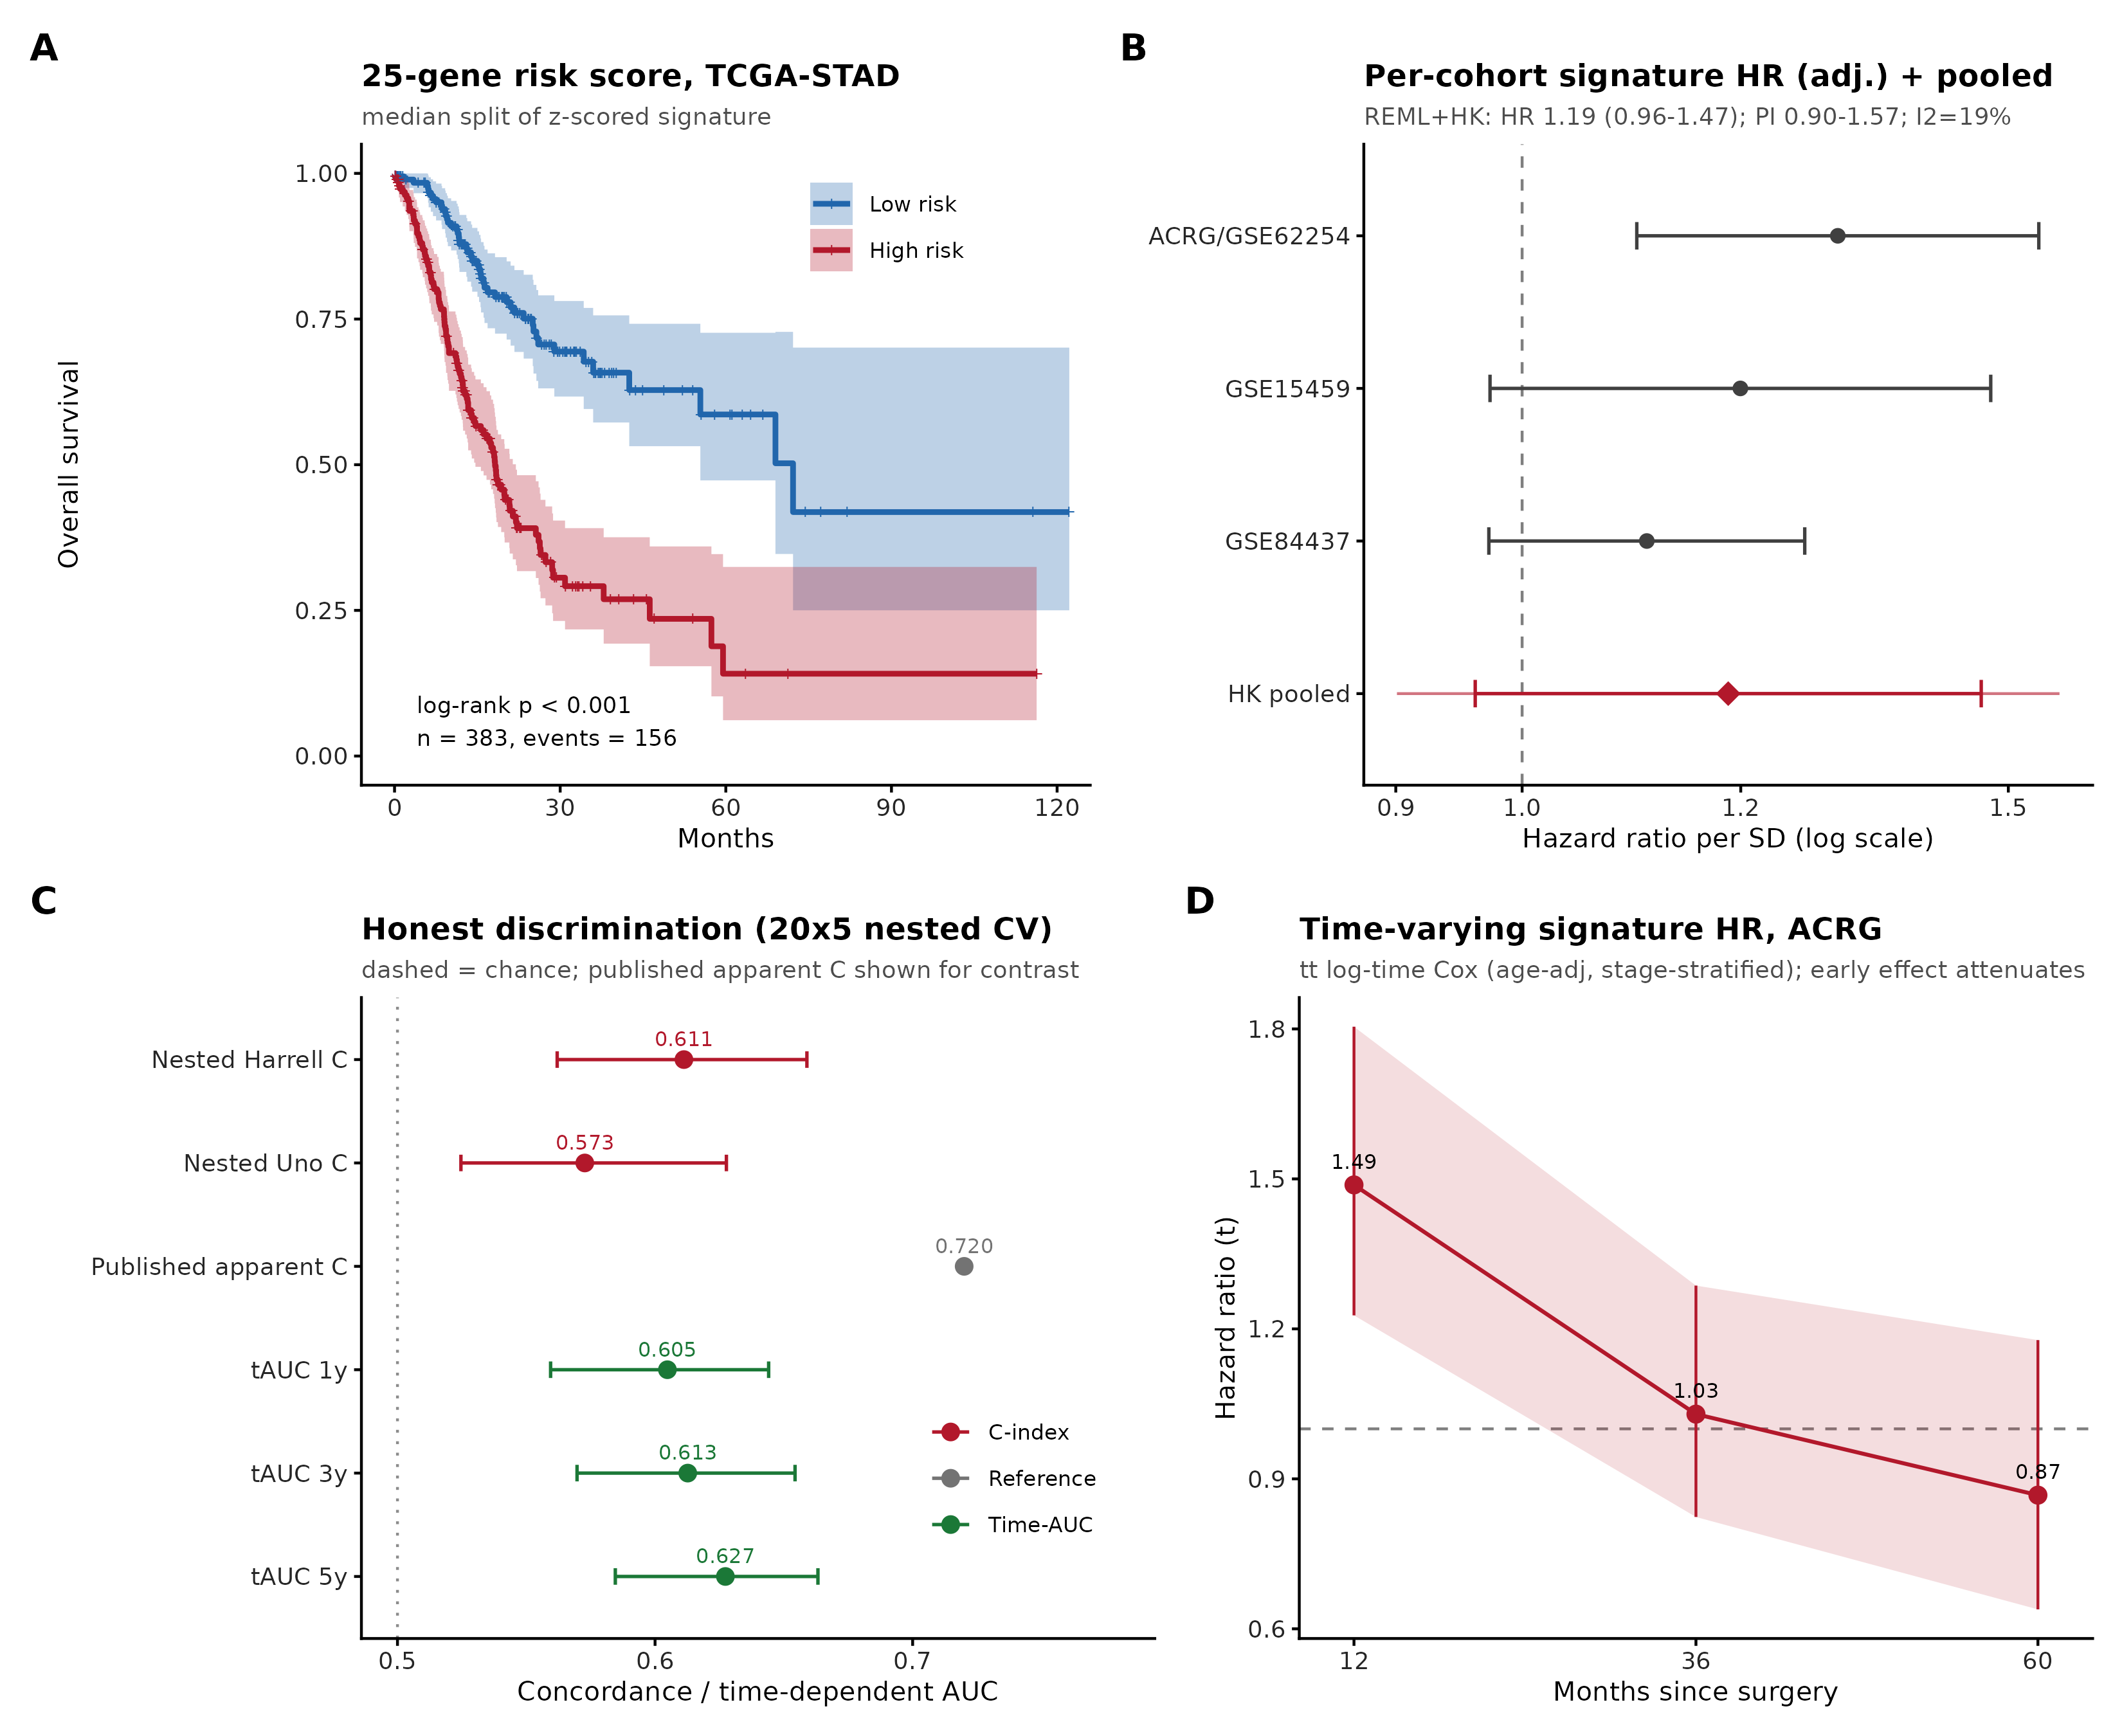 A
25-gene risk score, TCGA-STAD
median split of z-scored signature
Overall survival
1.00
0.75
0.50
0.25
0.00
Low risk
High risk
log-rank p < 0.001
n = 383, events = 156
0 30 60 90 120
Months
B
Per-cohort signature HR (adj.) + pooled
REML+HK: HR 1.19 (0.96-1.47); PI 0.90-1.57; I2=19%
ACRG/GSE62254
GSE15459
GSE84437
HK pooled
0.9 1.0 1.2 1.5
Hazard ratio per SD (log scale)
C
Honest discrimination (20x5 nested CV)
dashed = chance; published apparent C shown for contrast
Nested Harrell C
0.611
Nested Uno C
0.573
Published apparent C
0.720
tAUC 1y
0.605
tAUC 3y
0.613
tAUC 5y
0.627
C-index
Reference
Time-AUC
0.5 0.6 0.7
Concordance / time-dependent AUC
D
Time-varying signature HR, ACRG
tt log-time Cox (age-adj, stage-stratified); early effect attenuates
Hazard ratio (t)
1.8
1.5
1.2
0.9
0.6
1.49
1.03
0.87
12 36 60
Months since surgery